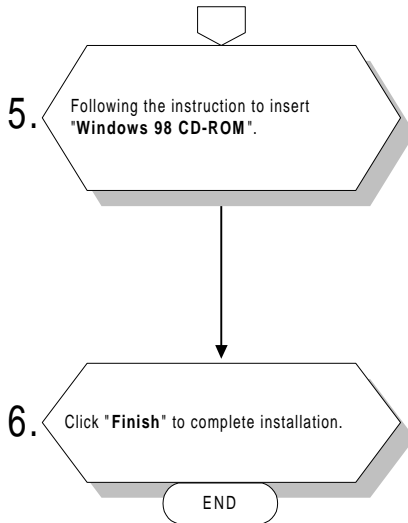 5.
Following the instruction to insert
"Windows 98 CD-ROM".
6.
Click "Finish" to complete installation.
END